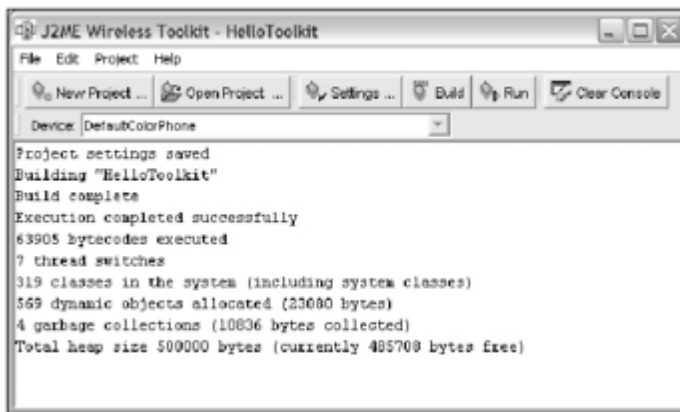 J2ME Wireless Toolkit - HelloToolkit
File Edit Project Help
New Project ... Open Project ... Settings ... Build Run Clear Console
Device: DefaultColorPhone
Project settings saved
Building "HelloToolkit"
Build complete
Execution completed successfully
63905 bytecodes executed
7 thread switches
319 classes in the system (including system classes)
569 dynamic objects allocated (23080 bytes)
4 garbage collections (10836 bytes collected)
Total heap size 500000 bytes (currently 485708 bytes free)